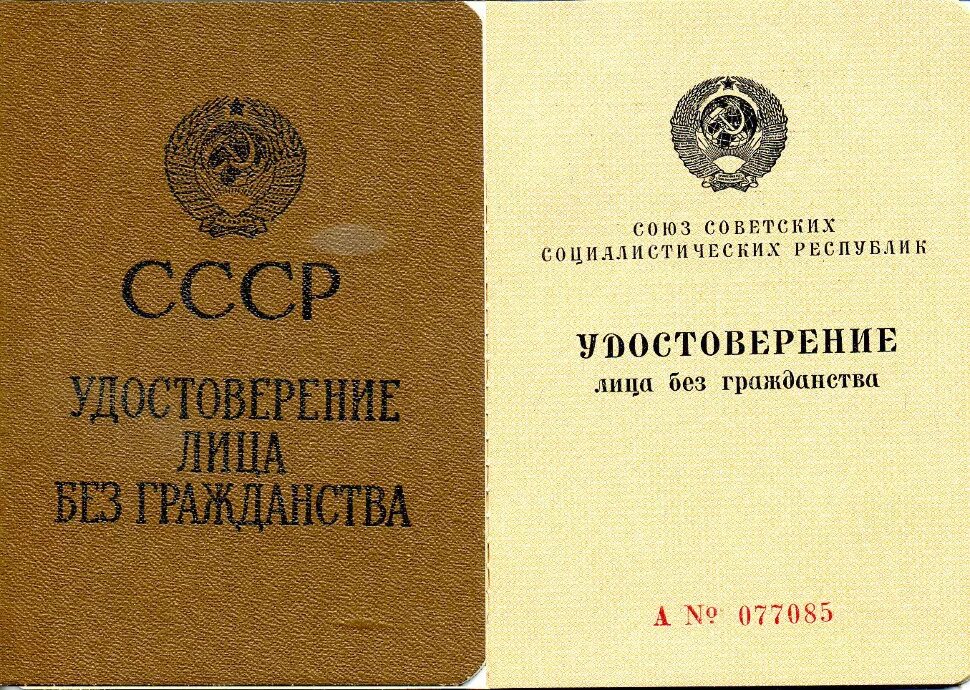 СССР
УДОСТОВЕРЕНИЕ
ЛИЦА
БЕЗ ГРАЖДАНСТВА
СОЮЗ СОВЕТСКИХ
СОЦИАЛИСТИЧЕСКИХ РЕСПУБЛИК
УДОСТОВЕРЕНИЕ
лица без гражданства
А № 077085